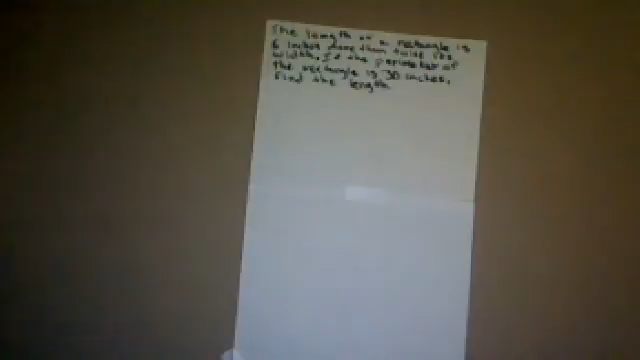 The length of a rectangle is
6 inches more than twice its
width. If the perimeter of
the rectangle is 30 inches,
find the length.